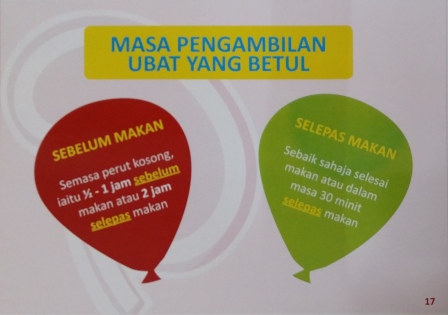 MASA PENGAMBILAN
UBAT YANG BETUL
SEBELUM MAKAN
Semasa perut kosong,
iaitu ½ - 1 jam sebelum
makan atau 2 jam
selepas makan
SELEPAS MAKAN
Sebaik sahaja selesai
makan atau dalam
masa 30 minit
selepas makan
17